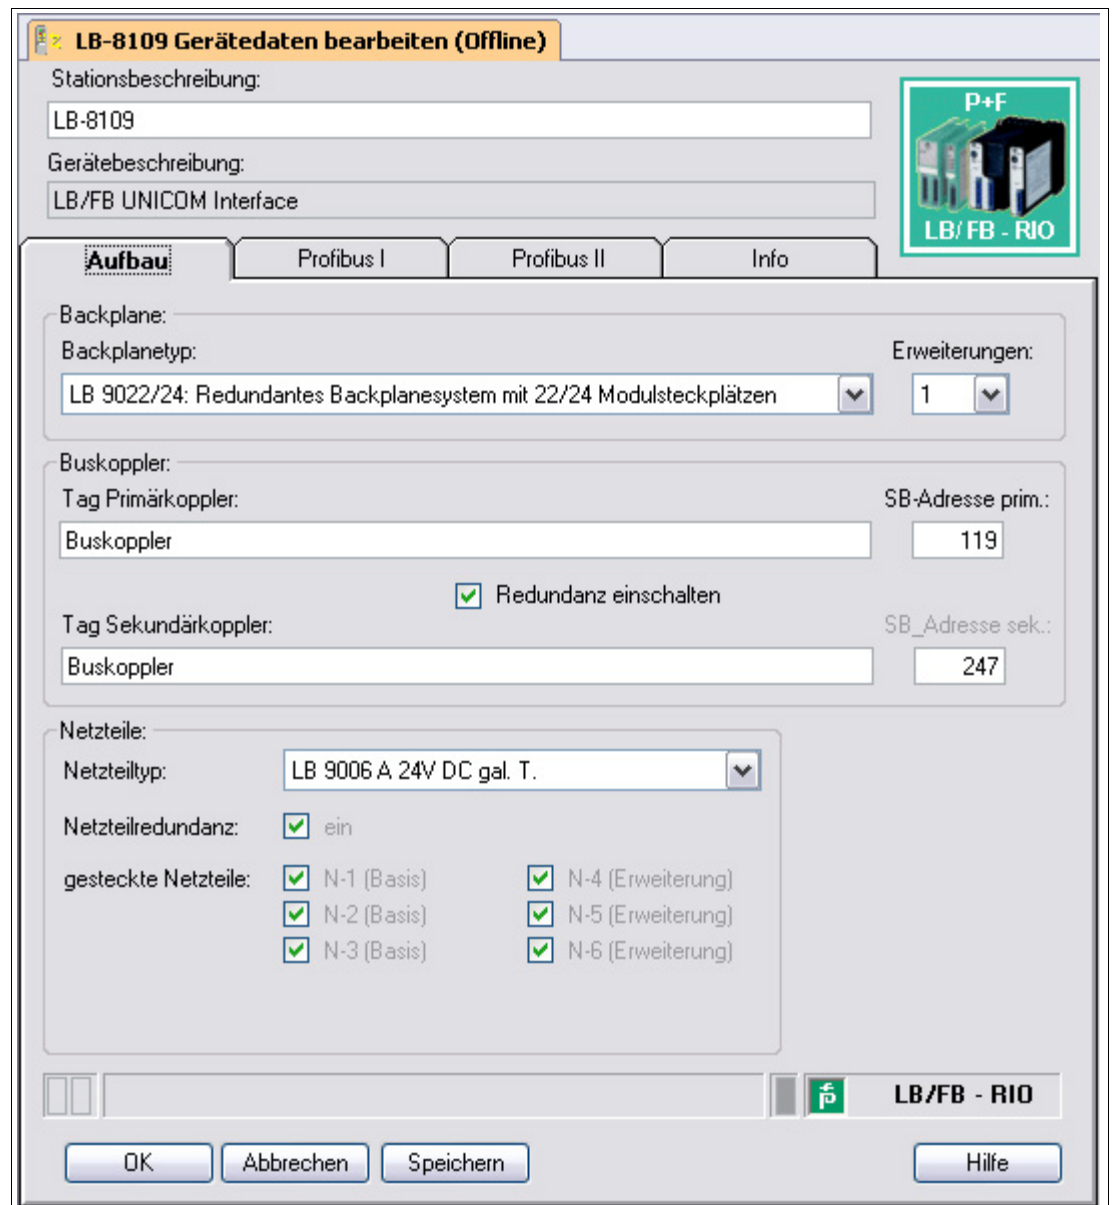 LB-8109 Gerätedaten bearbeiten (Offline)
Stationsbeschreibung:
LB-8109
Gerätebeschreibung:
LB/FB UNICOM Interface
P+F
LB/ FB - RIO
Aufbau
Profibus I
Profibus II
Info
Backplane:
Backplanetyp:
Erweiterungen:
LB 9022/24: Redundantes Backplanesystem mit 22/24 Modulsteckplätzen
1
Buskoppler:
Tag Primärkoppler:
SB-Adresse prim.:
Buskoppler
119
Redundanz einschalten
Tag Sekundärkoppler:
SB_Adresse sek.:
Buskoppler
247
Netzteile:
Netzteiltyp:
LB 9006 A 24V DC gal. T.
Netzteilredundanz:
ein
gesteckte Netzteile:
N-1 (Basis)
N-4 (Erweiterung)
N-2 (Basis)
N-5 (Erweiterung)
N-3 (Basis)
N-6 (Erweiterung)
LB/FB - RIO
OK
Abbrechen
Speichern
Hilfe